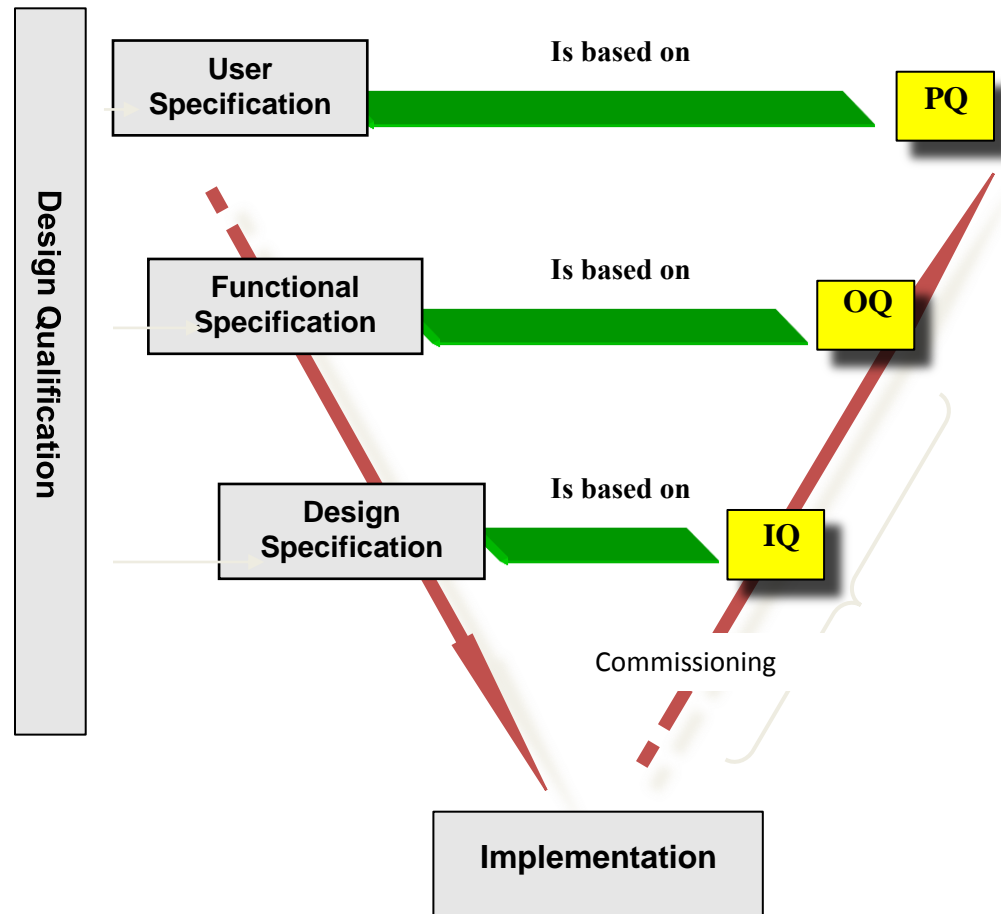 Design Qualification
User
Specification
Is based on
PQ
Functional
Specification
Is based on
OQ
Design
Specification
Is based on
IQ
Commissioning
Implementation